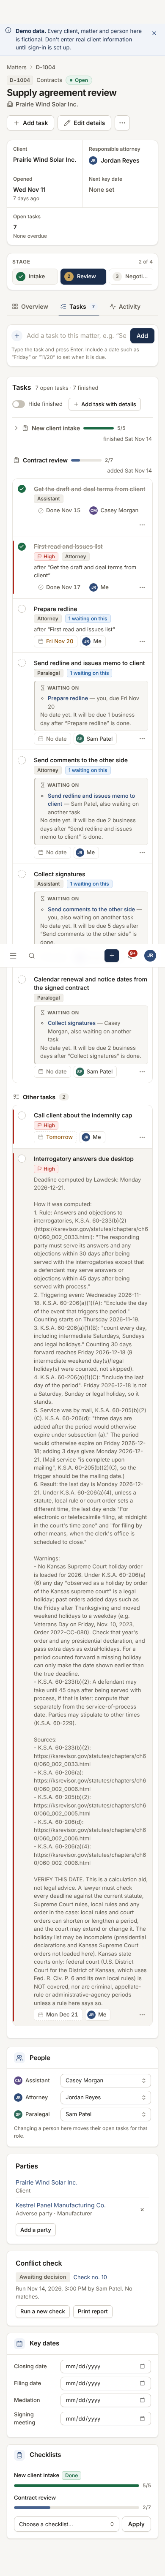 Demo data. Every client, matter and person here
is invented. Don't enter real client information
until sign-in is set up.
Matters > D-1004
D-1004 Contracts Open
Supply agreement review
Prairie Wind Solar Inc.
Add task Edit details
Client
Prairie Wind Solar Inc.
Responsible attorney
JR Jordan Reyes
Opened
Wed Nov 11
7 days ago
Next key date
None set
Open tasks
7
None overdue
STAGE 2 of 4
Intake 2 Review 3 Negoti...
Overview Tasks 7 Activity
Add a task to this matter, e.g. "Se Add
Type the task and press Enter. Include a date such as
"Friday" or "11/20" to set when it is due.
Tasks 7 open tasks · 7 finished
Hide finished Add task with details
New client intake 5/5
finished Sat Nov 14
Contract review 2/7
added Sat Nov 14
Get the draft and deal terms from client
Assistant
Done Nov 15 CM Casey Morgan
First read and issues list
High Attorney
after "Get the draft and deal terms from
client"
Done Nov 17 JR Me
Prepare redline
Attorney 1 waiting on this
after "First read and issues list"
Fri Nov 20 JR Me
Send redline and issues memo to client
Paralegal 1 waiting on this
WAITING ON
Prepare redline — you, due Fri Nov
20
No date yet. It will be due 1 business
day after "Prepare redline" is done.
No date SP Sam Patel
Send comments to the other side
Attorney 1 waiting on this
WAITING ON
Send redlines and issues memo to
client — Sam Patel, also waiting on
another task
No date yet. It will be due 2 business
days after "Send redline and issues
memo to client" is done.
No date JR Me
Collect signatures
Assistant 1 waiting on this
WAITING ON
Send comments to the other side —
you, also waiting on another task
No date yet. It will be due 5 business
days after "Send comments to the other
side" is done.
9+ JR
Calendar renewal and notice dates from
the signed contract
Paralegal
WAITING ON
Collect signatures — Casey
Morgan, also waiting on another
task
No date yet. It will be due 2 business
days after "Collect signatures" is done.
No date SP Sam Patel
Other tasks 2
Call client about the indemnity cap
High
Tomorrow JR Me
Interrogatory answers due desktop
High
Deadline computed by Lawdesk: Monday
2026-12-21.
How it was computed:
1. Rule: Answers and objections to
interrogatories, K.S.A. 60-233(b)(2)
(https://ksrevisor.gov/statutes/chapters/ch6
0/060_002_0033.html): "The responding
party must serve its answers and any
objections within 30 days after being
served with the interrogatories except that
a defendant may serve answers or
objections within 45 days after being
served with process."
2. Triggering event: Wednesday 2026-11-
18. K.S.A. 60-206(a)(1)(A): "Exclude the day
of the event that triggers the period."
Counting starts on Thursday 2026-11-19.
3. K.S.A. 60-206(a)(1)(B): "count every day,
including intermediate Saturdays, Sundays
and legal holidays." Counting 30 days
forward reaches Friday 2026-12-18 (9
intermediate weekend day(s)/legal
holiday(s) were counted, not skipped).
4. K.S.A. 60-206(a)(1)(C): "include the last
day of the period". Friday 2026-12-18 is not
a Saturday, Sunday or legal holiday, so it
stands.
5. Service was by mail, K.S.A. 60-205(b)(2)
(C). K.S.A. 60-206(d): "three days are
added after the period would otherwise
expire under subsection (a)." The period
would otherwise expire on Friday 2026-12-
18; adding 3 days gives Monday 2026-12-
21. (Mail service "is complete upon
mailing", K.S.A. 60-205(b)(2)(C), so the
trigger date is the mailing date.)
6. Result: the last day is Monday 2026-12-
21. Under K.S.A. 60-206(a)(4), unless a
statute, local rule or court order sets a
different time, the last day ends "For
electronic or telefacsimile filing, at midnight
in the court's time zone" and "for filing by
other means, when the clerk's office is
scheduled to close."
Warnings:
- No Kansas Supreme Court holiday order
is loaded for 2026. Under K.S.A. 60-206(a)
(6) any day "observed as a holiday by order
of the Kansas supreme court" is a legal
holiday. Past orders added days such as
the Friday after Thanksgiving and moved
weekend holidays to a weekday (e.g.
Veterans Day on Friday, Nov. 10, 2023,
Order 2022-CC-080). Check that year's
order and any presidential declaration, and
pass extra days as extra_holidays. For a
period counted forward a missing holiday
can only make the date shown earlier than
the true deadline.
- K.S.A. 60-233(b)(2): A defendant may
wait until 45 days after being served with
process, if that is later; compute that
separately from the date of service of
process. Parties may stipulate to other
times (K.S.A. 60-229).
Sources:
- K.S.A. 60-233(b)(2):
https://ksrevisor.gov/statutes/chapters/ch6
0/060_002_0033.html
- K.S.A. 60-206(a):
https://ksrevisor.gov/statutes/chapters/ch6
0/060_002_0006.html
- K.S.A. 60-205(b)(2):
https://ksrevisor.gov/statutes/chapters/ch6
0/060_002_0005.html
- K.S.A. 60-206(d):
https://ksrevisor.gov/statutes/chapters/ch6
0/060_002_0006.html
- K.S.A. 60-206(a)(4):
https://ksrevisor.gov/statutes/chapters/ch6
0/060_002_0006.html
VERIFY THIS DATE. This is a calculation aid,
not legal advice. A lawyer must check
every deadline against the current statute,
Supreme Court rules, local rules and any
order in the case: local rules and court
orders can shorten or lengthen a period,
and the court can change it. The holiday
list may be incomplete (presidential
declarations and Kansas Supreme Court
orders vary and must be checked). Kansas
state courts only: federal court (U.S. District
Court for the District of Kansas, which uses
Fed. R. Civ. P. 6 and its own local rules) is
NOT covered, nor are criminal, appellate
rule or administrative-agency periods
unless a rule here says so.
Mon Dec 21 JR Me
People
CM Assistant Casey Morgan
JR Attorney Jordan Reyes
SP Paralegal Sam Patel
Changing a person here moves their open tasks for that
role.
Parties
Prairie Wind Solar Inc.
Client
Kestrel Panel Manufacturing Co.
Adverse party · Manufacturer
Add a party
Conflict check
Awaiting decision Check no. 10
Run Nov 14, 2026, 3:00 PM by Sam Patel. No
matches.
Run a new check Print report
Key dates
Closing date mm/dd/yyyy
Filing date mm/dd/yyyy
Mediation mm/dd/yyyy
Signing
meeting mm/dd/yyyy
Checklists
New client intake Done
5/5
Contract review
2/7
Choose a checklist... Apply